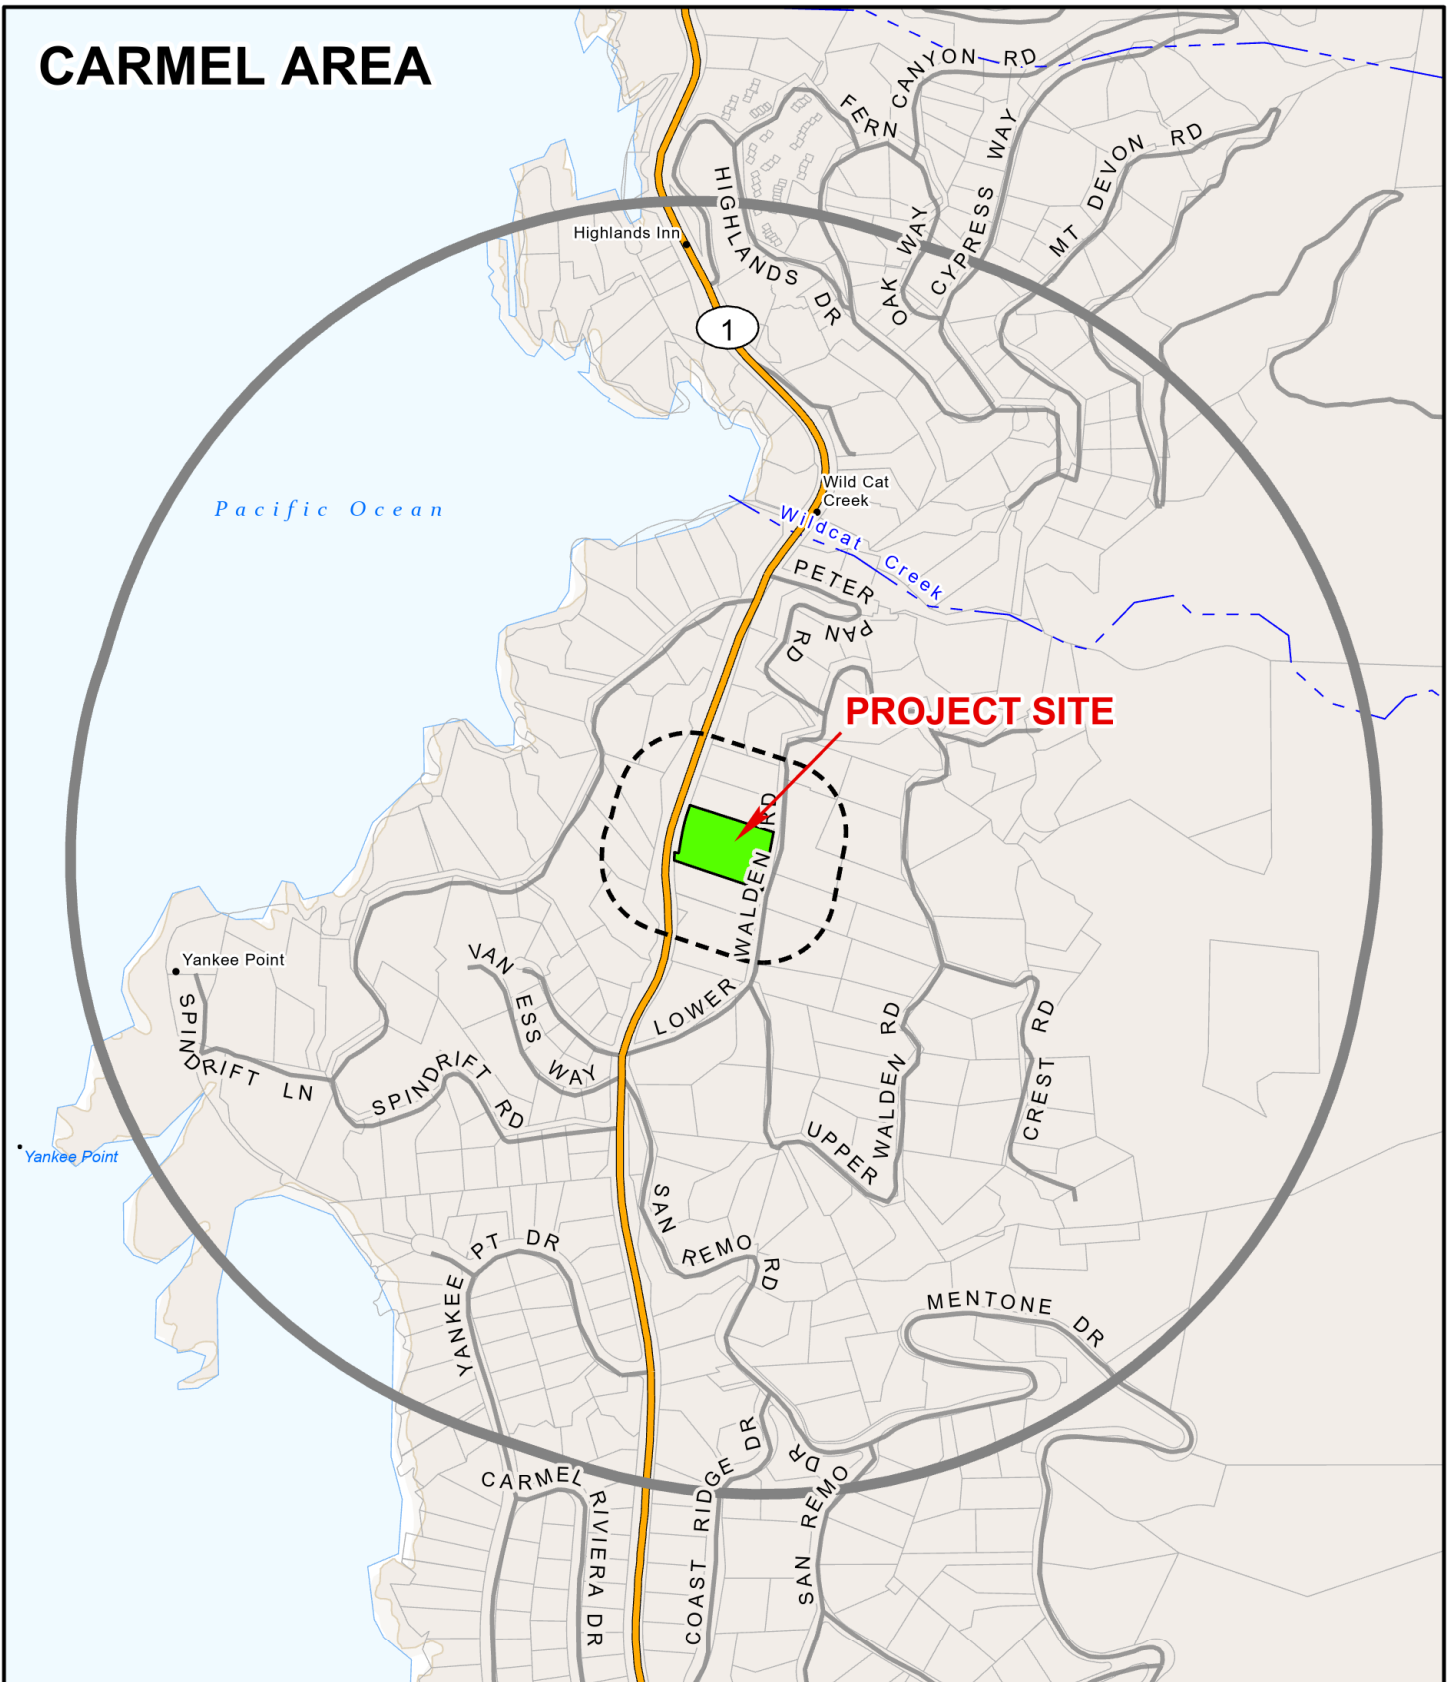 CARMEL AREA
CANYON RD
FERN
CYPRESS WAY
MT DEVON RD
HIGHLANDS DR
OAK WAY
Highlands Inn
1
Pacific Ocean
Wild Cat
Creek
Wildcat Creek
PETER
PAN
RD
PROJECT SITE
WALDEN RD
LOWER
VAN
ESS
WAY
Yankee Point
SPINDRIFT LN
SPINDRIFT RD
Yankee Point
WALDEN RD
UPPER
CREST RD
SAN
REMO
RD
YANKEE
PT DR
MENTONE DR
CARMEL
RIVIERA DR
COAST RIDGE DR
SAN REMO
DR